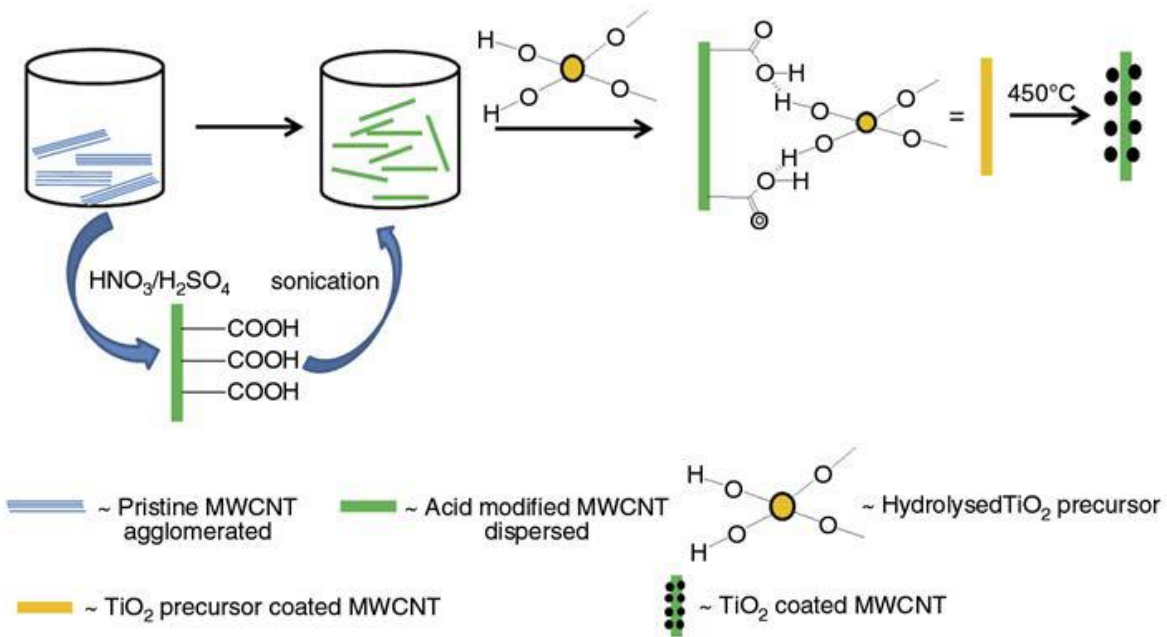 H O O
H O O
O
O–H
H O O
H O O
O–H
O
=
450°C
HNO₃/H₂SO₄ sonication
COOH
COOH
COOH
~ Pristine MWCNT
agglomerated
~ Acid modified MWCNT
dispersed
H O O
H O O
~ HydrolysedTiO₂ precursor
~ TiO₂ precursor coated MWCNT
~ TiO₂ coated MWCNT